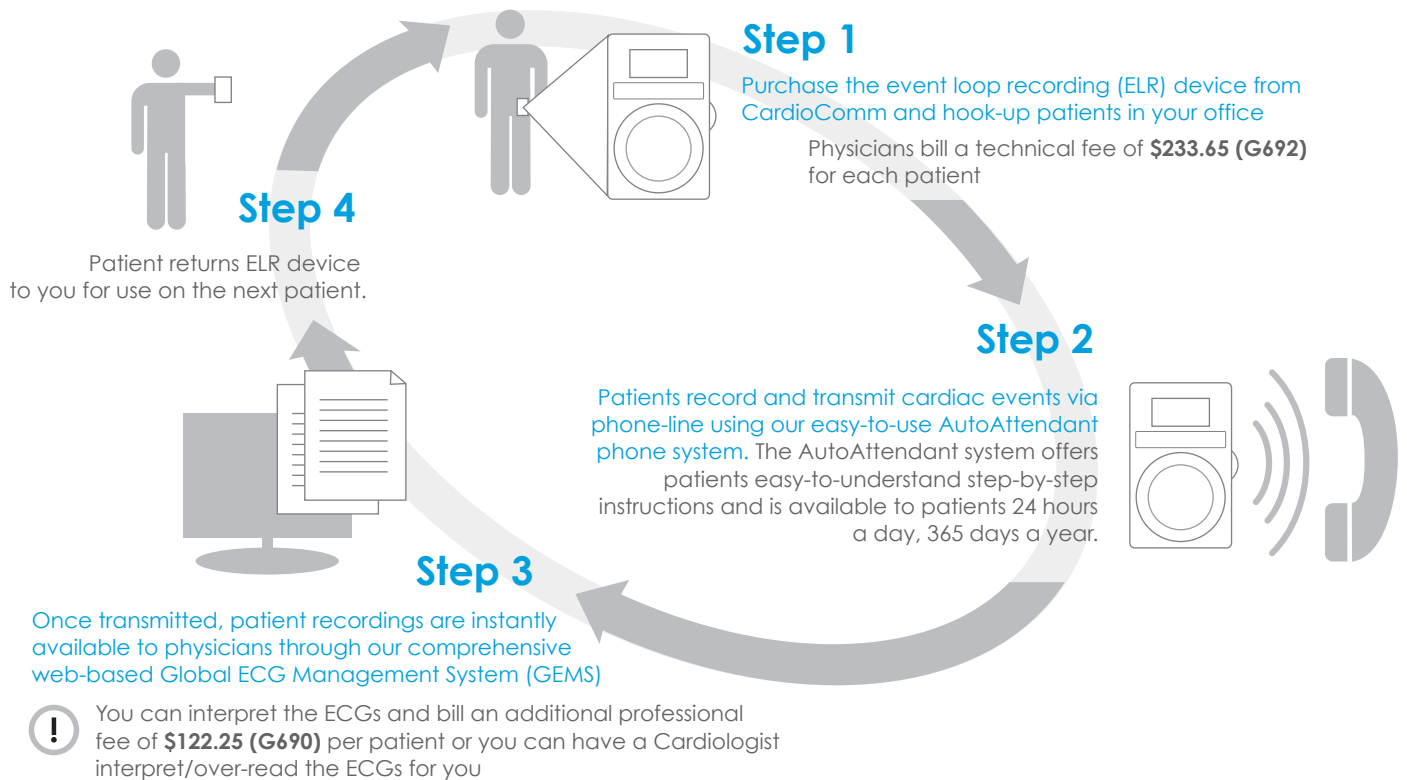 Step 1
Purchase the event loop recording (ELR) device from
CardioComm and hook-up patients in your office
Physicians bill a technical fee of $233.65 (G692)
for each patient
Step 2
Patients record and transmit cardiac events via
phone-line using our easy-to-use AutoAttendant
phone system. The AutoAttendant system offers
patients easy-to-understand step-by-step
instructions and is available to patients 24 hours
a day, 365 days a year.
Step 3
Once transmitted, patient recordings are instantly
available to physicians through our comprehensive
web-based Global ECG Management System (GEMS)
!
You can interpret the ECGs and bill an additional professional
fee of $122.25 (G690) per patient or you can have a Cardiologist
interpret/over-read the ECGs for you
Step 4
Patient returns ELR device
to you for use on the next patient.